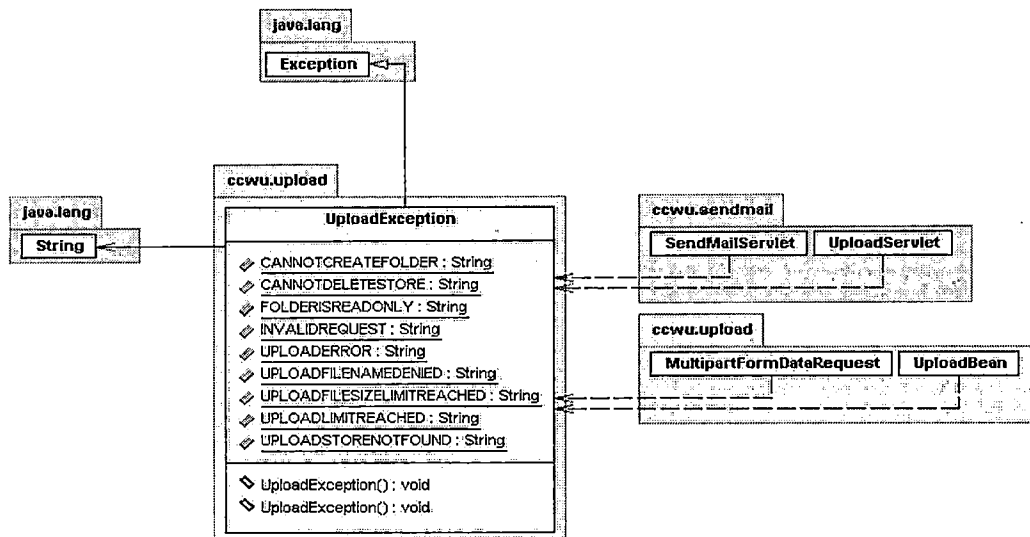 java.lang
Exception
ccwu.upload
java.lang
String
UploadException
CANNOTCREATEFOLDER : String
CANNOTDELETESTORE : String
FOLDERISREADONLY : String
INVALIDREQUEST : String
UPLOADERROR : String
UPLOADFILENAMEDENIED : String
UPLOADFILESIZELIMITREACHED : String
UPLOADLIMITREACHED : String
UPLOADSTORENOTFOUND : String
UploadException() : void
UploadException() : void
ccwu.sendmail
SendMailServlet UploadServlet
ccwu.upload
MultipartFormDataRequest UploadBean